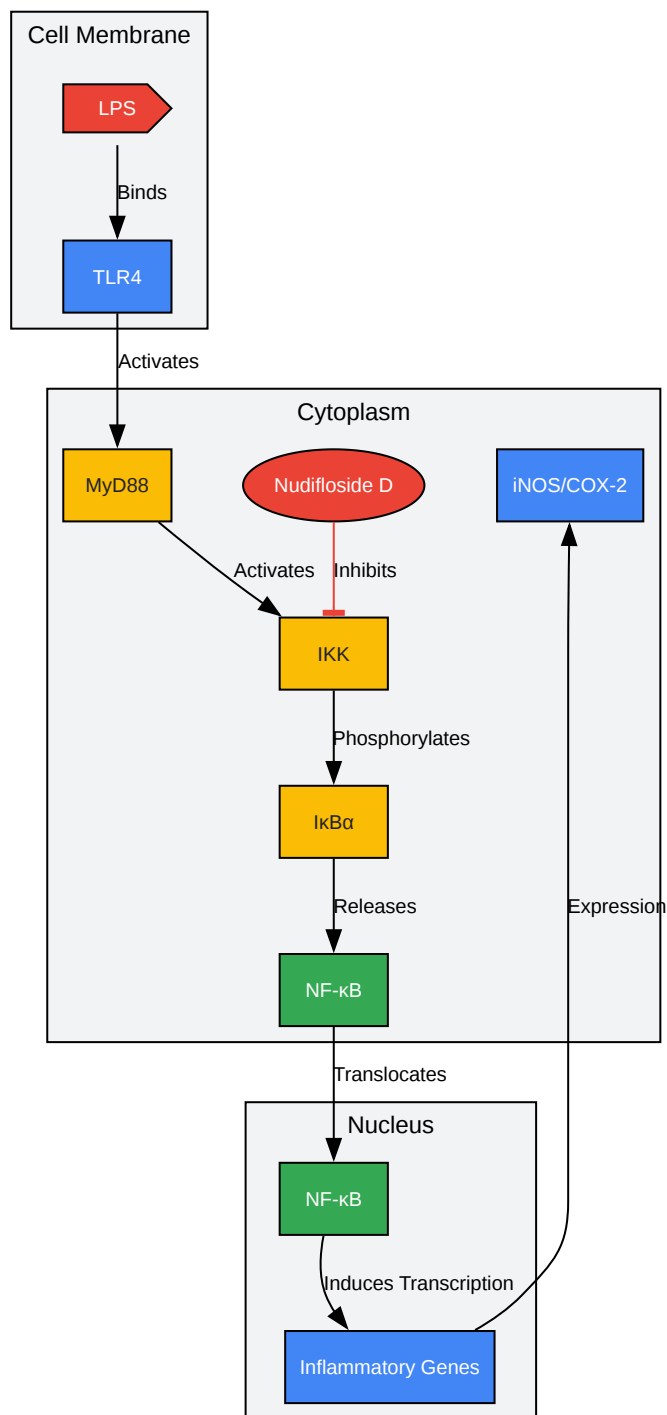 Cell Membrane
LPS
Binds
TLR4
Activates
Cytoplasm
MyD88
Nudifloside D
iNOS/COX-2
Activates
Inhibits
IKK
Phosphorylates
IκBα
Releases
Expression
NF-κB
Translocates
Nucleus
NF-κB
Induces Transcription
Inflammatory Genes